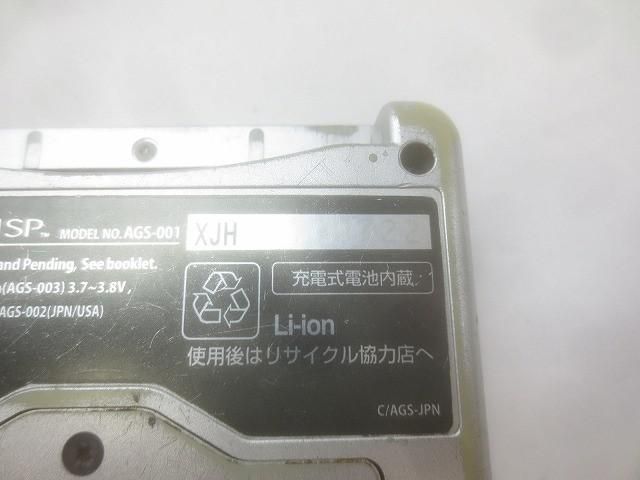 SP™ MODEL NO. AGS-001 XJH
and Pending, See booklet.
(AGS-003) 3.7~3.8V,
AGS-002(JPN/USA)
充電式電池内蔵
Li-ion
使用後はリサイクル協力店へ
C/AGS-JPN